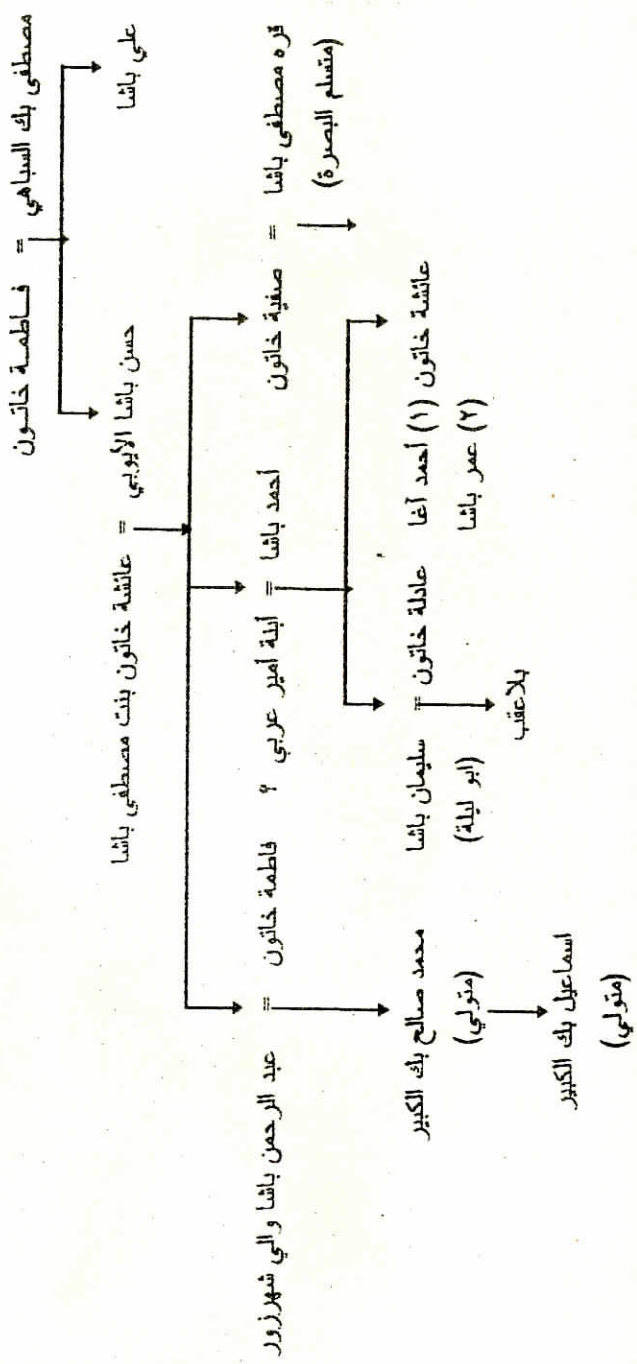 مصطفى بك السباهي = فاطمة خاتون
علي باشا
حسن باشا الأيوبي = عائشة خاتون بنت مصطفى باشا
قره مصطفى باشا = صفية خاتون
(متسلم البصرة)
أحمد باشا = أبلة أمير عربي ؟
فاطمة خاتون = عبد الرحمن باشا والي شهرزور
عائشة خاتون (١) أحمد آغا
(٢) عمر باشا
عادلة خاتون = سليمان باشا
(ابو ليلة)
بلاعقب
محمد صالح بك الكبير
(متولي)
اسماعيل بك الكبير
(متولي)